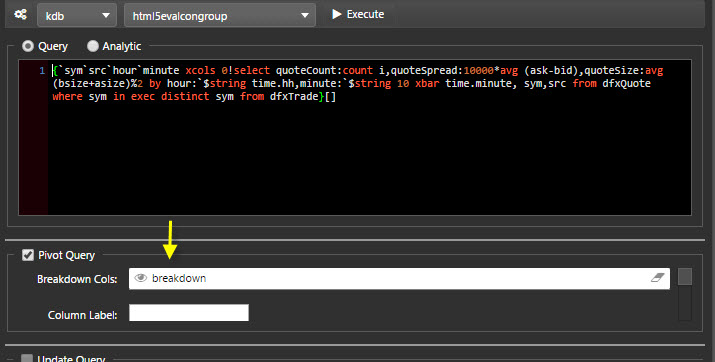 kdb html5evalcongroup Execute
Query Analytic
1 {`sym`src`hour`minute xcols 0!select quoteCount:count i,quoteSpread:10000*avg (ask-bid),quoteSize:avg
(bsize+asize)%2 by hour:`$string time.hh,minute:`$string 10 xbar time.minute, sym,src from dfxQuote
where sym in exec distinct sym from dfxTrade}[]
Pivot Query
Breakdown Cols: breakdown
Column Label:
Update Query